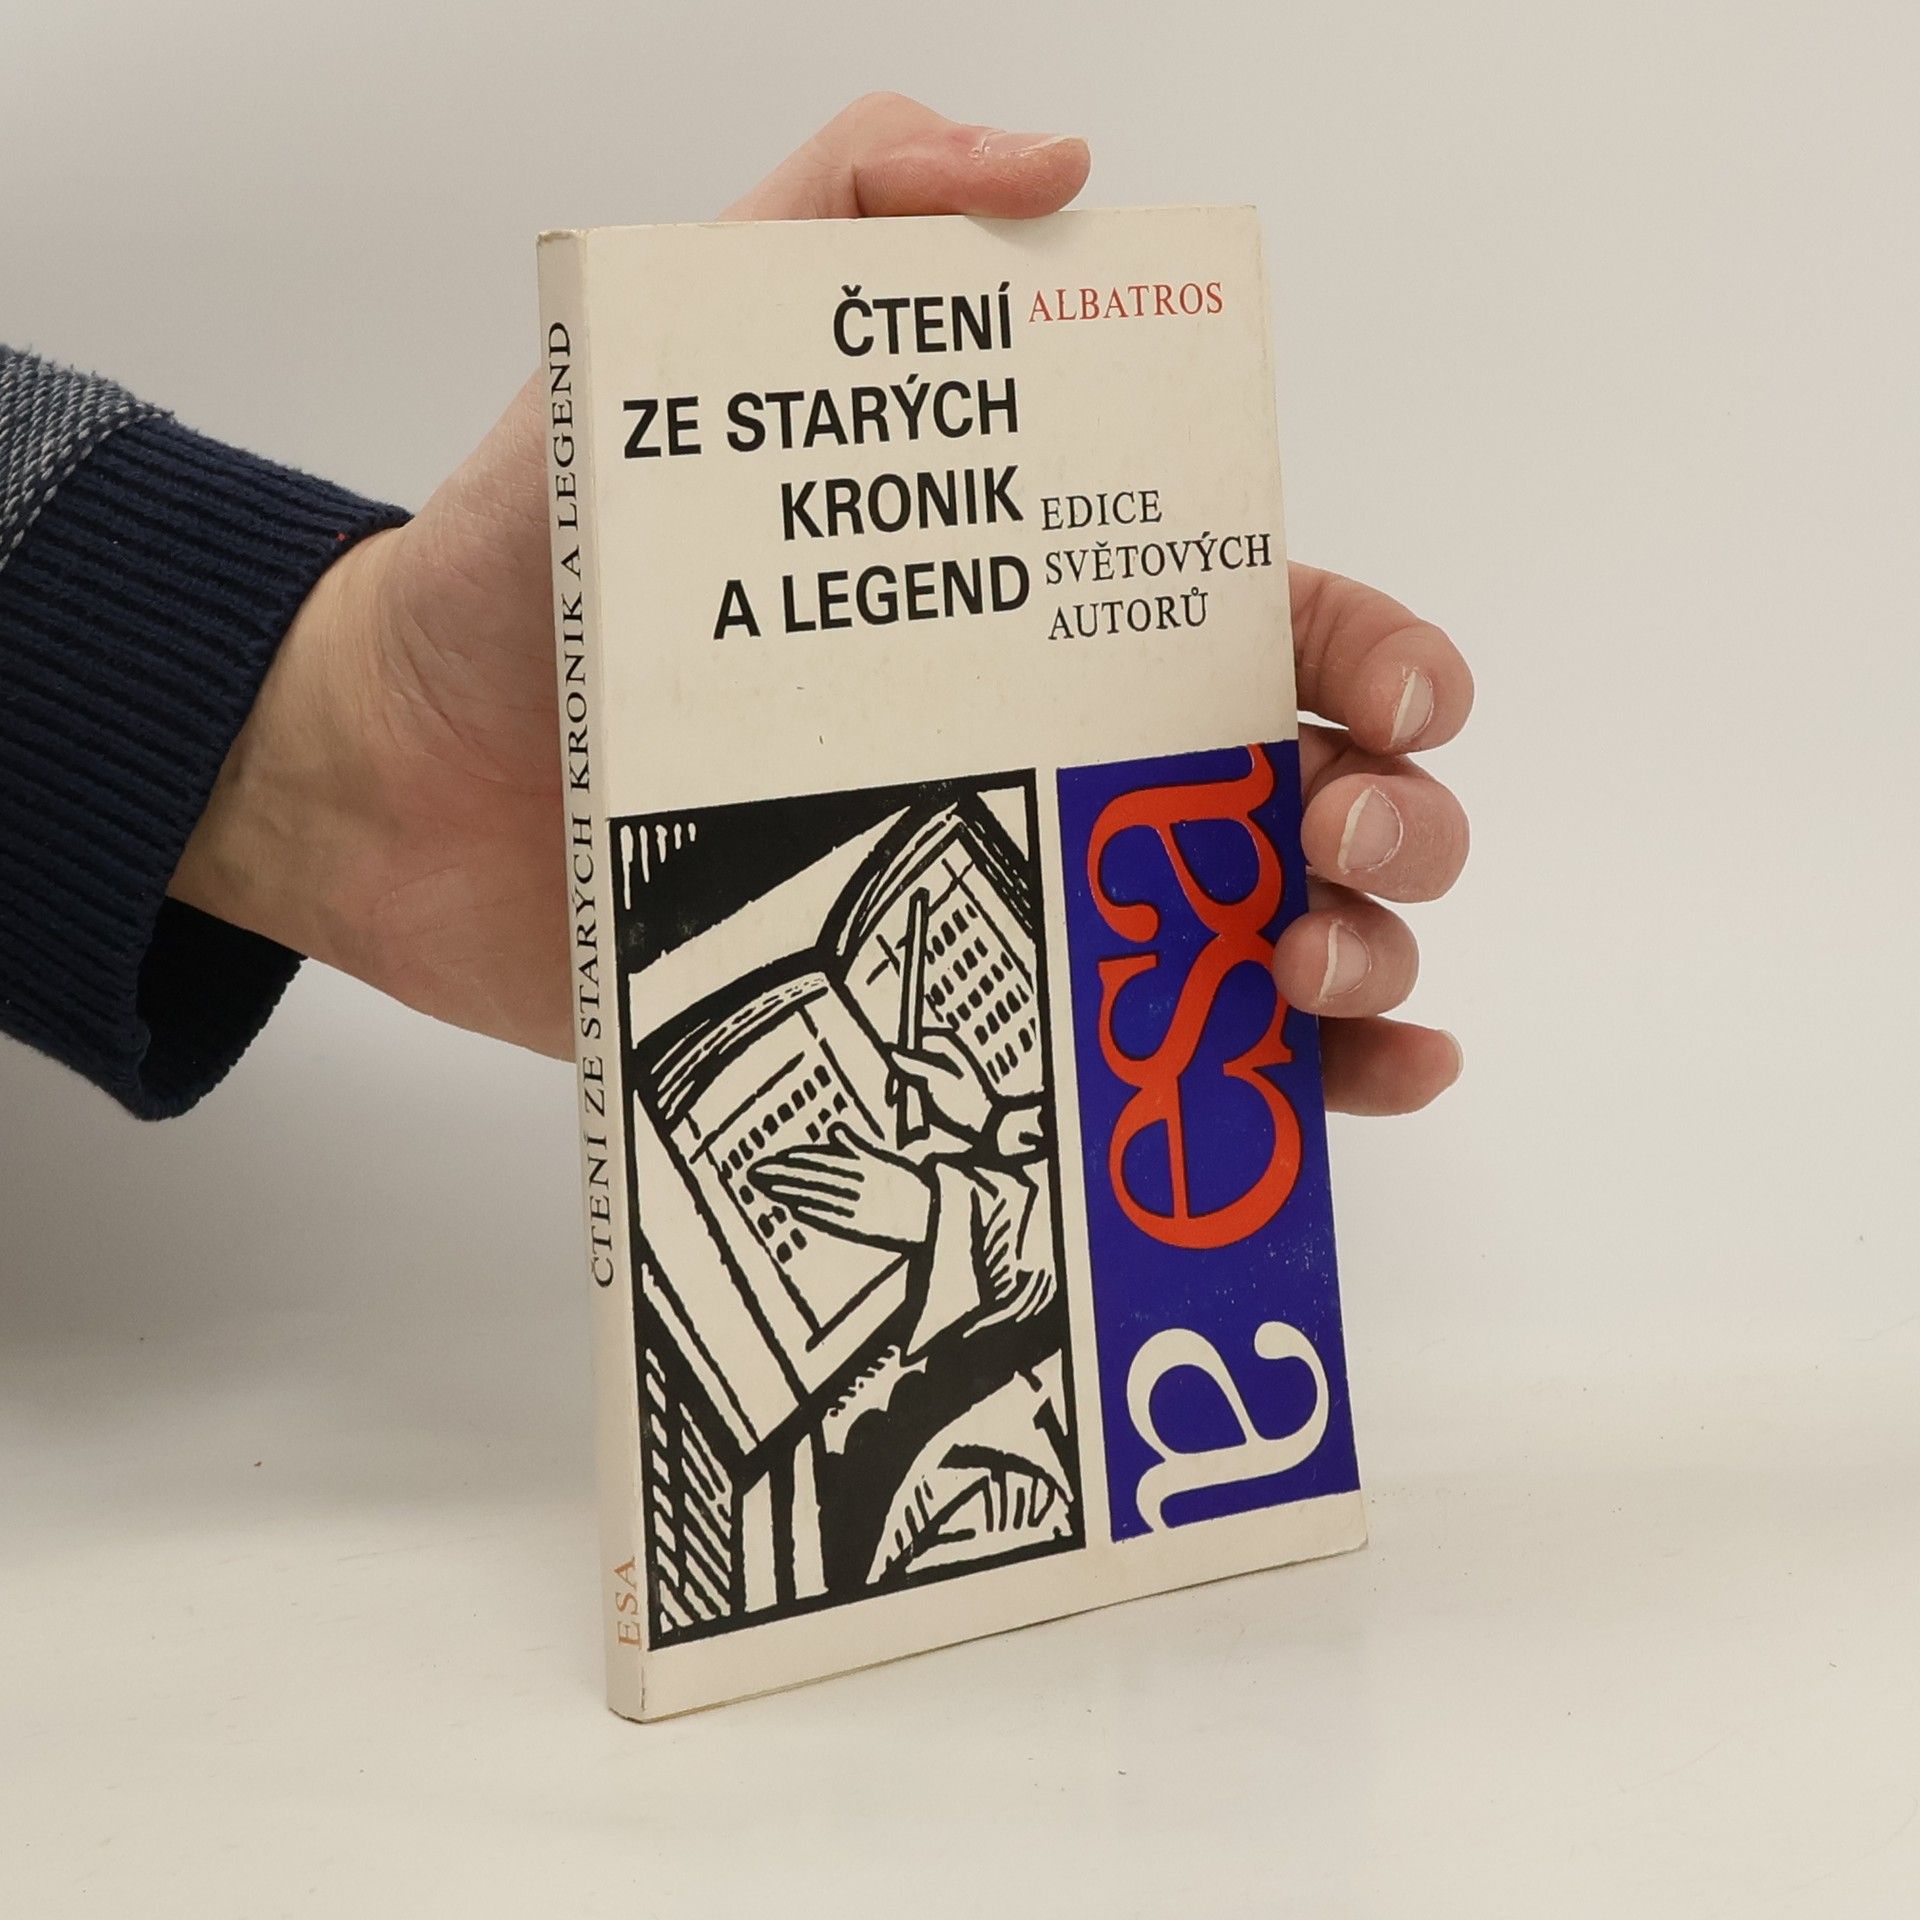 ČTENÍ
ZE STARÝCH
KRONIK
A LEGEND
ALBATROS
EDICE
SVĚTOVÝCH
AUTORŮ
a esa
ČTENÍ ZE STARÝCH KRONIK A LEGEND
ESA